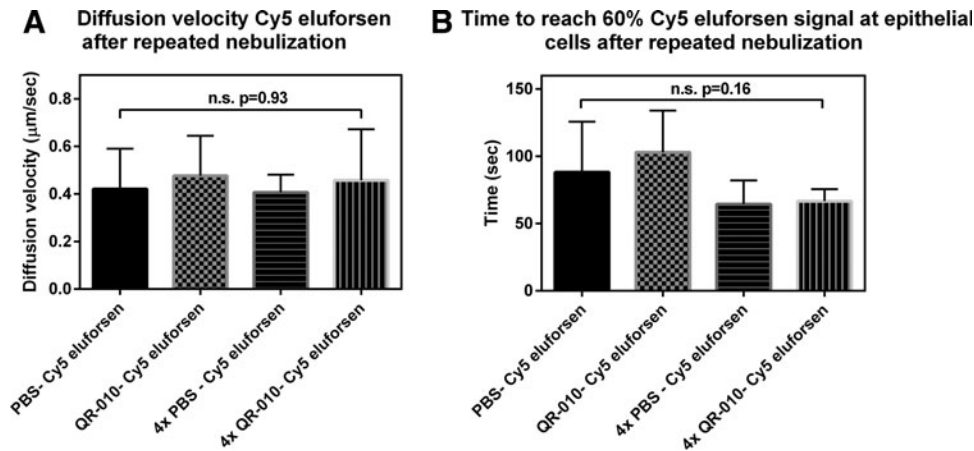 A Diffusion velocity Cy5 eluforsen
after repeated nebulization
n.s. p=0.93
Diffusion velocity (μm/sec)
0.8
0.6
0.4
0.2
0.0
PBS- Cy5 eluforsen
QR-010- Cy5 eluforsen
4x PBS - Cy5 eluforsen
4x QR-010- Cy5 eluforsen
B Time to reach 60% Cy5 eluforsen signal at epithelial
cells after repeated nebulization
n.s. p=0.16
Time (sec)
150
100
50
0
PBS- Cy5 eluforsen
QR-010- Cy5 eluforsen
4x PBS - Cy5 eluforsen
4x QR-010- Cy5 eluforsen